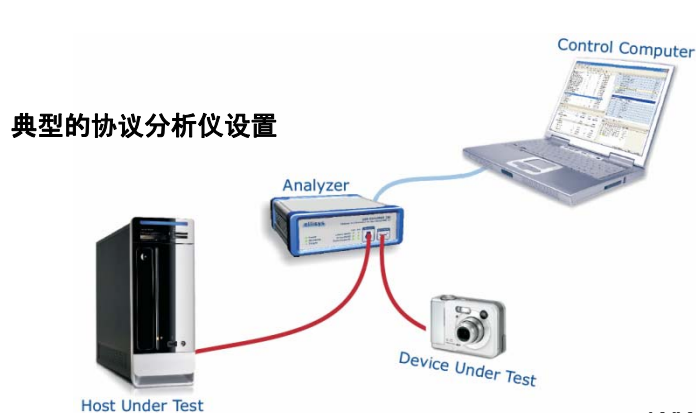 Control Computer
典型的协议分析仪设置
Analyzer
ellisys
Device Under Test
Host Under Test